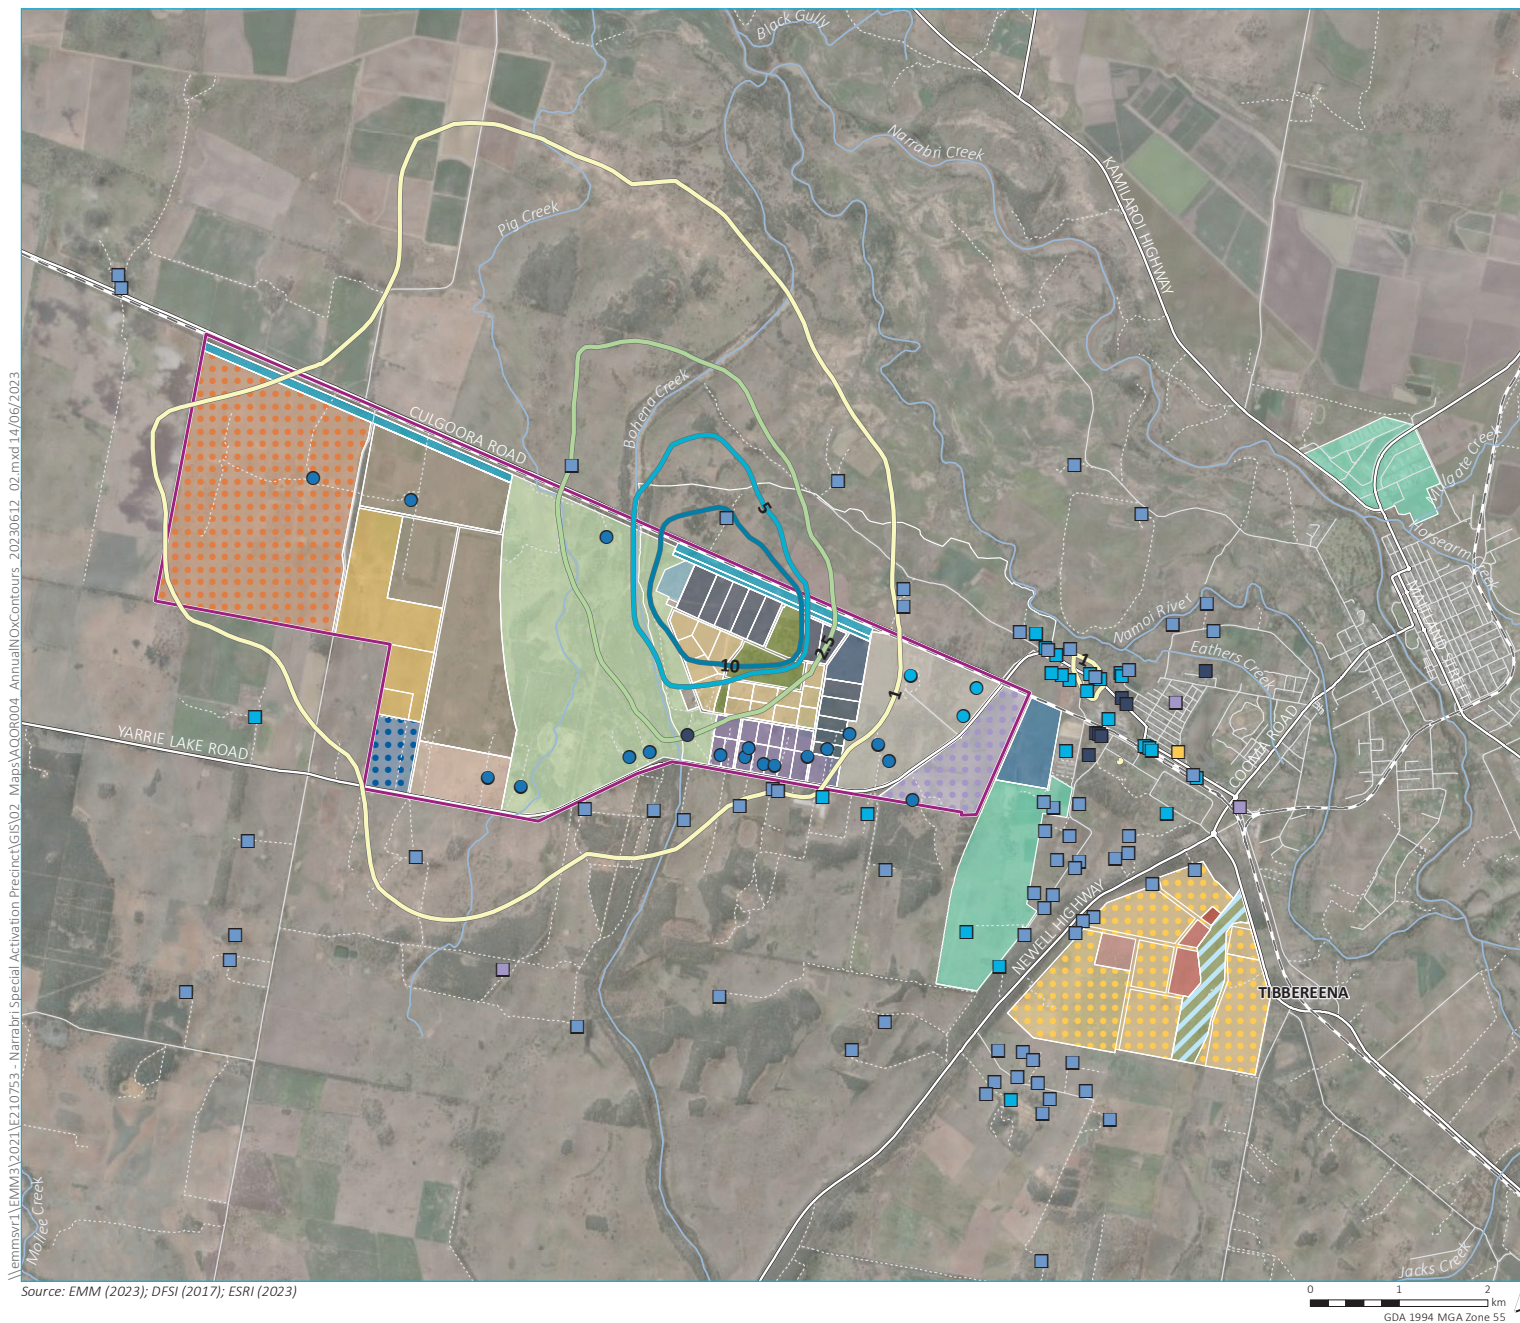 Black Gully
Narrabri Creek
KAMILAROI HIGHWAY
Pig Creek
Bohena Creek
CULGOORA ROAD
Mulgate Creek
Horsearm Creek
MAITLAND STREET
5
Namoi River
Eathers Creek
2.5
10
1
1
YARRIE LAKE ROAD
COOMA ROAD
NEWELL HIGHWAY
TIBBEREENA
Mollee Creek
Jacks Creek
\\emmsvr1\EMM3\2021\E210753 - Narrabri Special Activation Precinct\GIS\02_Maps\AQOR004_AnnualNOxContours_20230612_02.mxd 14/06/2023
Source: EMM (2023); DFSI (2017); ESRI (2023)
0 1 2
km
GDA 1994 MGA Zone 55